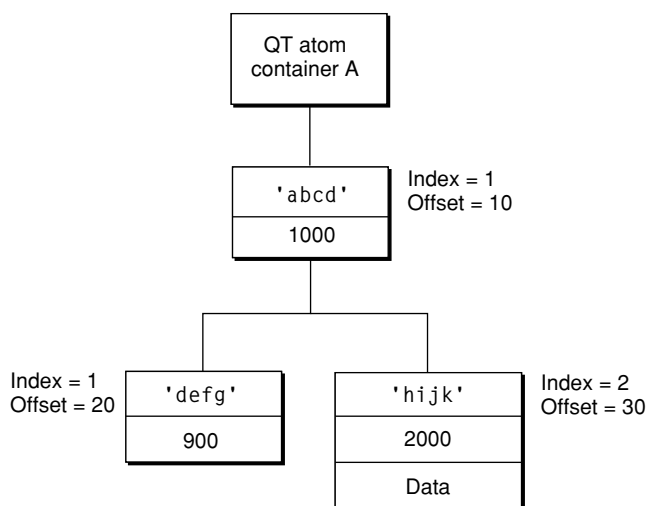 QT atom
container A
'abcd'
1000
Index = 1
Offset = 10
Index = 1
Offset = 20
'defg'
900
'hijk'
2000
Data
Index = 2
Offset = 30